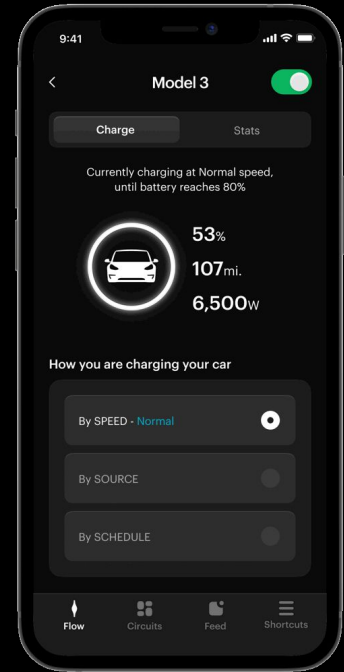 9:41
Model 3
Charge
Stats
Currently charging at Normal speed,
until battery reaches 80%
53%
107mi.
6,500W
How you are charging your car
By SPEED - Normal
By SOURCE
By SCHEDULE
Flow
Circuits
Feed
Shortcuts